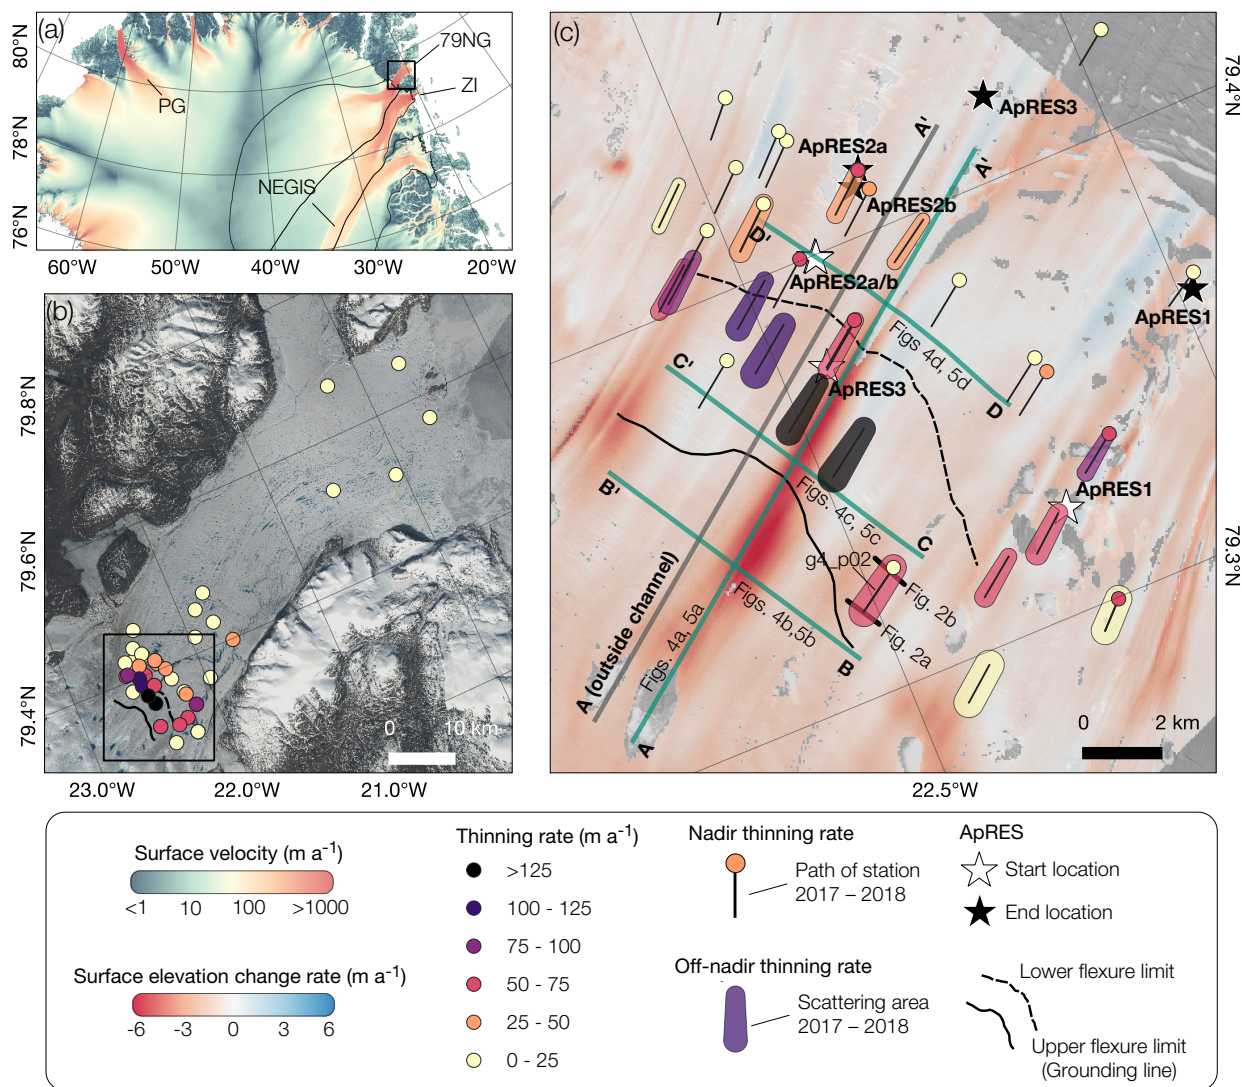 (a)
80°N
78°N
76°N
79NG
ZI
PG
NEGIS
60°W
50°W
40°W
30°W
20°W
(b)
79.8°N
79.6°N
79.4°N
0
10 km
23.0°W
22.0°W
21.0°W
(c)
79.4°N
79.3°N
A'
A'
ApRES3
ApRES2a
ApRES2b
D'
ApRES2a/b
ApRES1
Figs 4d, 5d
C'
ApRES3
D
B'
Figs. 4c, 5c
ApRES1
C
g4_p02
Fig. 2b
Fig. 2a
A (outside channel)
Figs. 4a, 5a
Figs. 4b,5b
B
A
0
2 km
22.5°W
Surface velocity (m a-1)
<1
10
100
>1000
Surface elevation change rate (m a-1)
-6
-3
0
3
6
Thinning rate (m a-1)
>125
100 - 125
75 - 100
50 - 75
25 - 50
0 - 25
Nadir thinning rate
Path of station
2017 – 2018
Off-nadir thinning rate
Scattering area
2017 – 2018
ApRES
Start location
End location
Lower flexure limit
Upper flexure limit
(Grounding line)